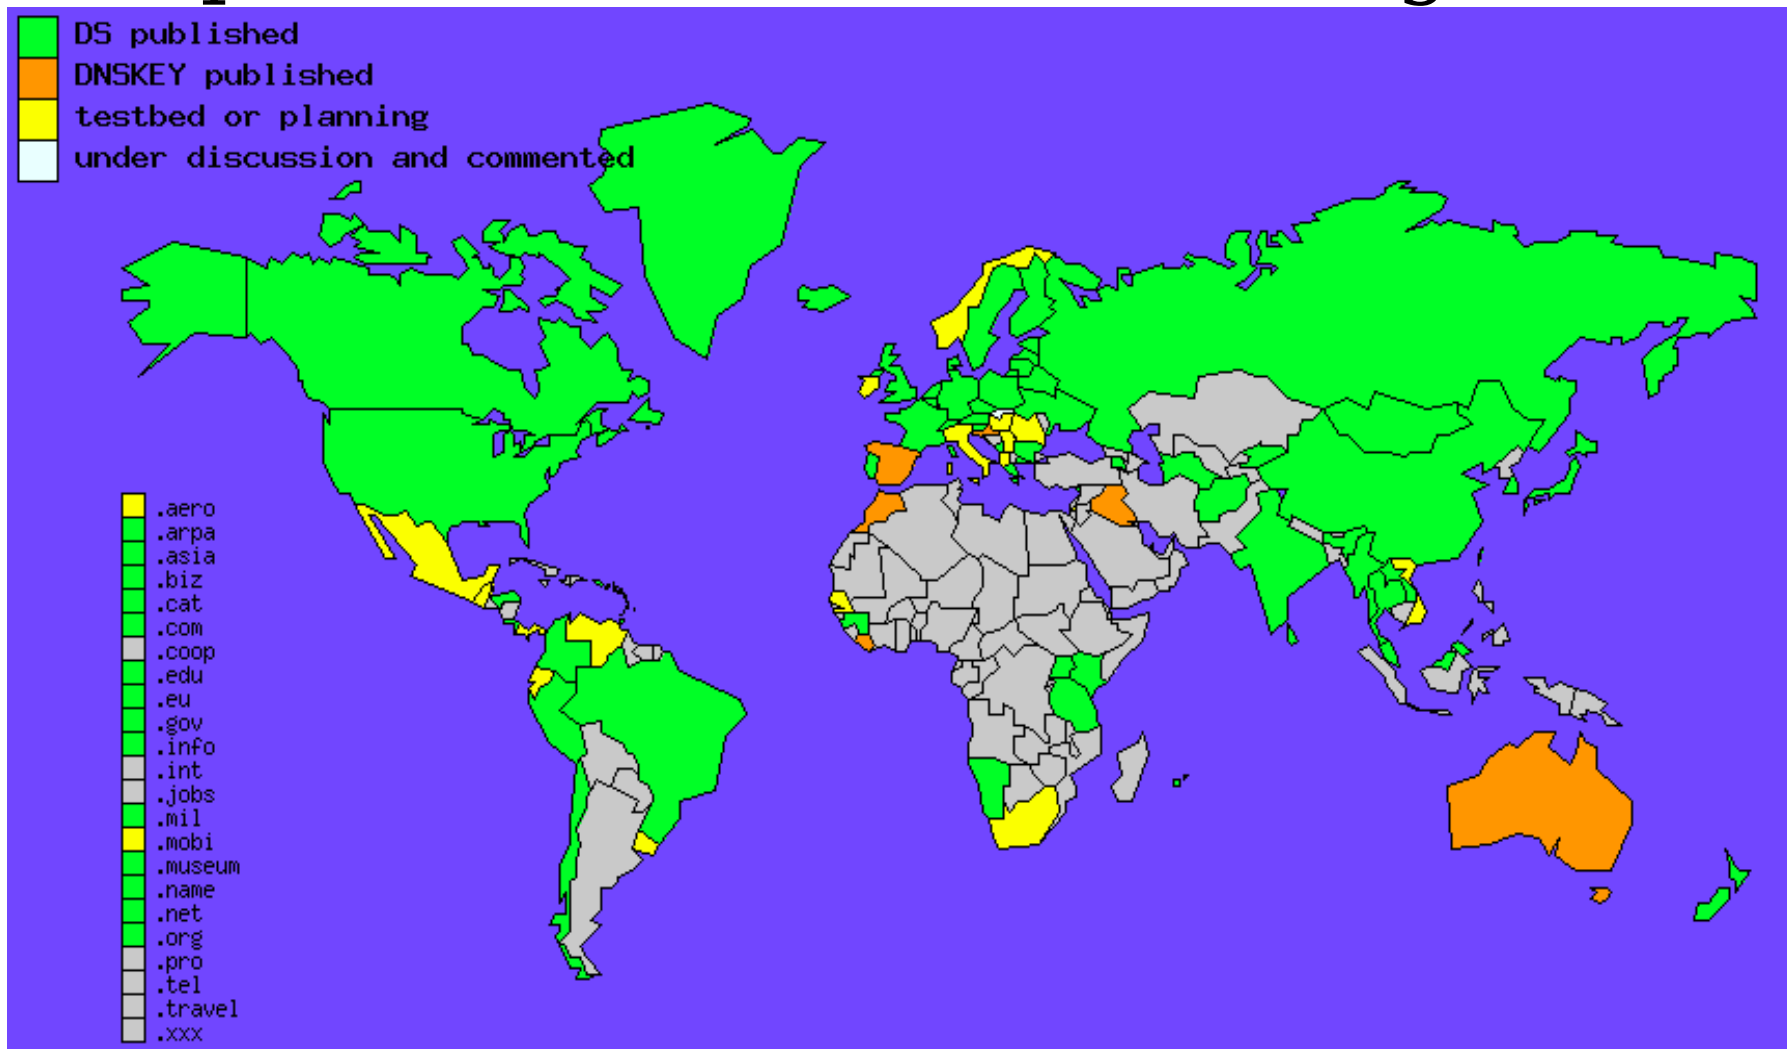 DS published
DNSKEY published
testbed or planning
under discussion and commented
.aero
.arpa
.asia
.biz
.cat
.com
.coop
.edu
.eu
.gov
.info
.int
.jobs
.mil
.mobi
.museum
.name
.net
.org
.pro
.tel
.travel
.xxx